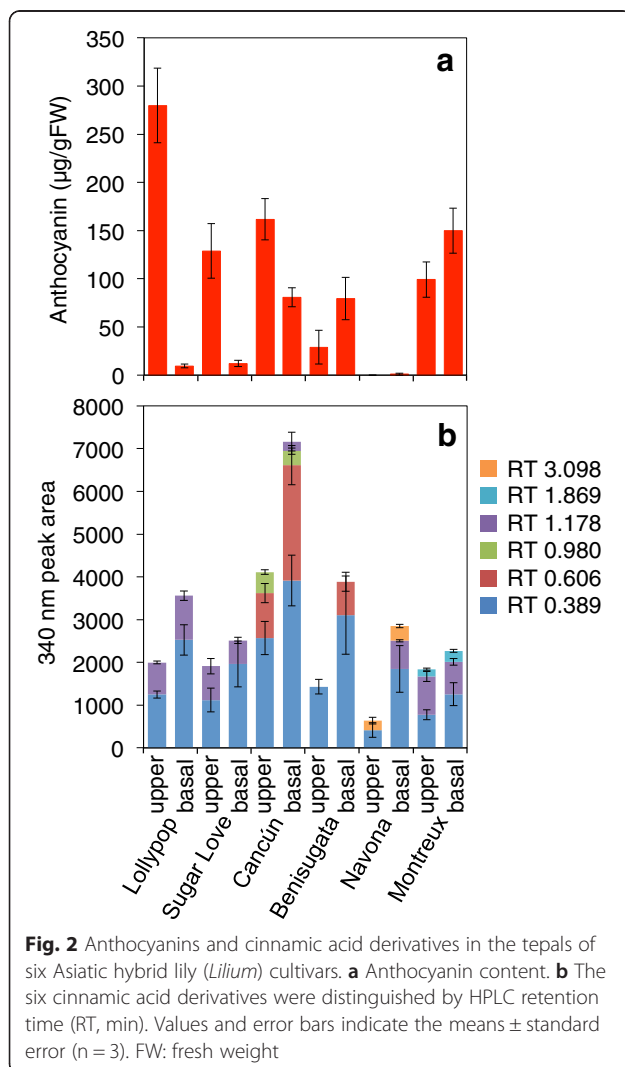 350
300
250
200
150
100
50
0
Anthocyanin (µg/gFW)
a
8000
7000
6000
5000
4000
3000
2000
1000
0
340 nm peak area
b
RT 3.098
RT 1.869
RT 1.178
RT 0.980
RT 0.606
RT 0.389
upper
basal
upper
basal
upper
basal
upper
basal
upper
basal
upper
basal
Lollypop
Sugar Love
Cancún
Benisugata
Navona
Montreux
Fig. 2 Anthocyanins and cinnamic acid derivatives in the tepals of
six Asiatic hybrid lily (Lilium) cultivars. a Anthocyanin content. b The
six cinnamic acid derivatives were distinguished by HPLC retention
time (RT, min). Values and error bars indicate the means ± standard
error (n = 3). FW: fresh weight